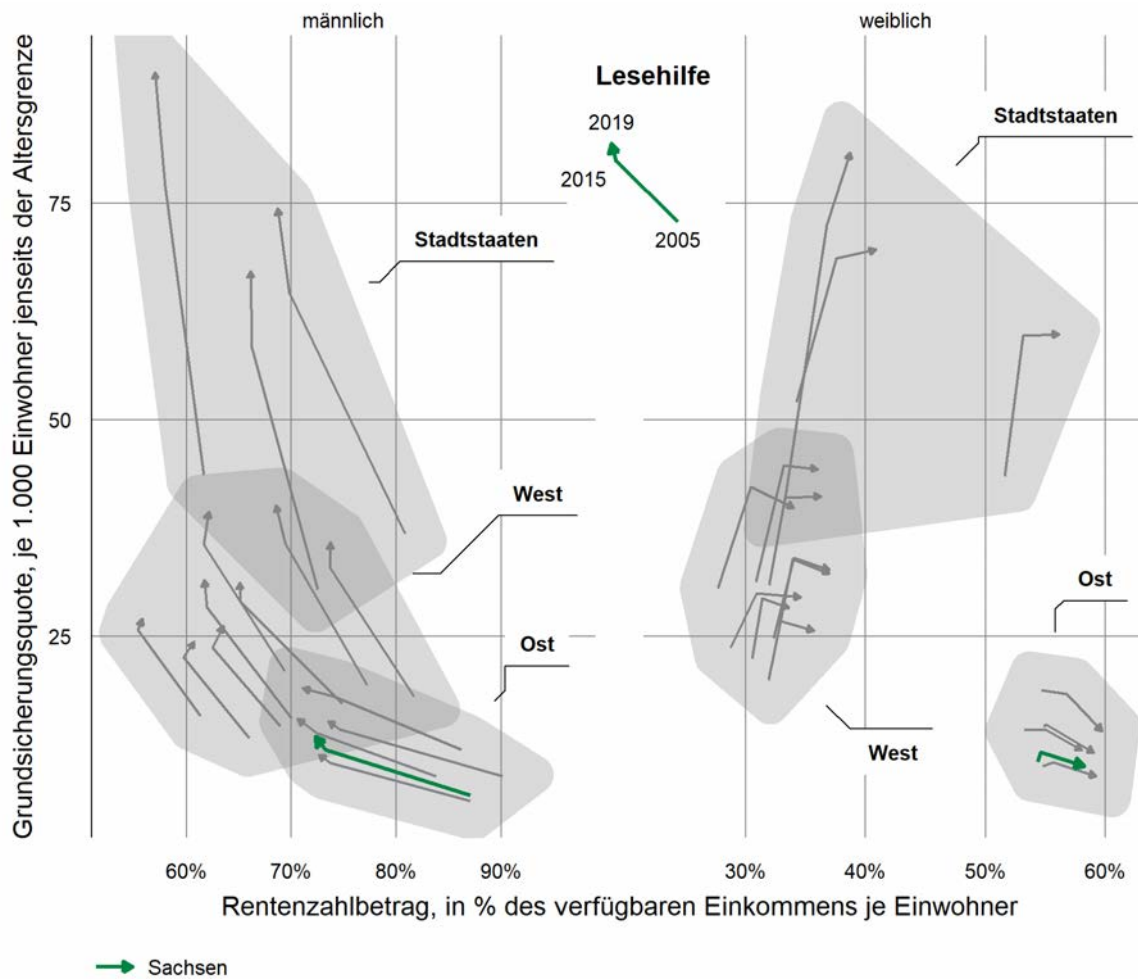 männlich
weiblich
Grundsicherungsquote, je 1.000 Einwohner jenseits der Altersgrenze
Lesehilfe
2019
2015
2005
Stadtstaaten
Stadtstaaten
75
50
25
West
Ost
Ost
West
60%
70%
80%
90%
30%
40%
50%
60%
Rentenzahlbetrag, in % des verfügbaren Einkommens je Einwohner
Sachsen